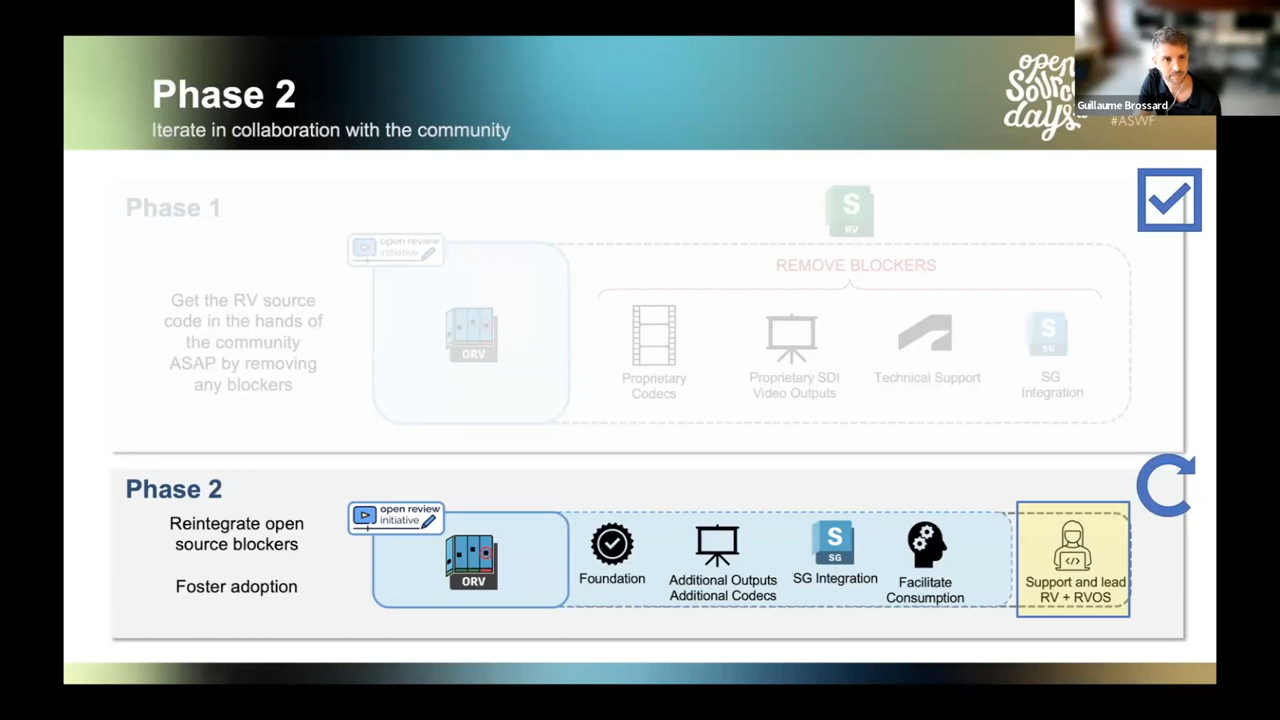 Phase 2
Iterate in collaboration with the community
open
source
days
#ASWF
Guillaume Brossard
Phase 1
Get the RV source
code in the hands of
the community
ASAP by removing
any blockers
open review
initiative
ORV
S
RV
REMOVE BLOCKERS
Proprietary
Codecs
Proprietary SDI
Video Outputs
Technical Support
S
SG
SG
Integration
Phase 2
Reintegrate open
source blockers
Foster adoption
open review
initiative
ORV
Foundation
Additional Outputs
Additional Codecs
S
SG
SG Integration
Facilitate
Consumption
Support and lead
RV + RVOS